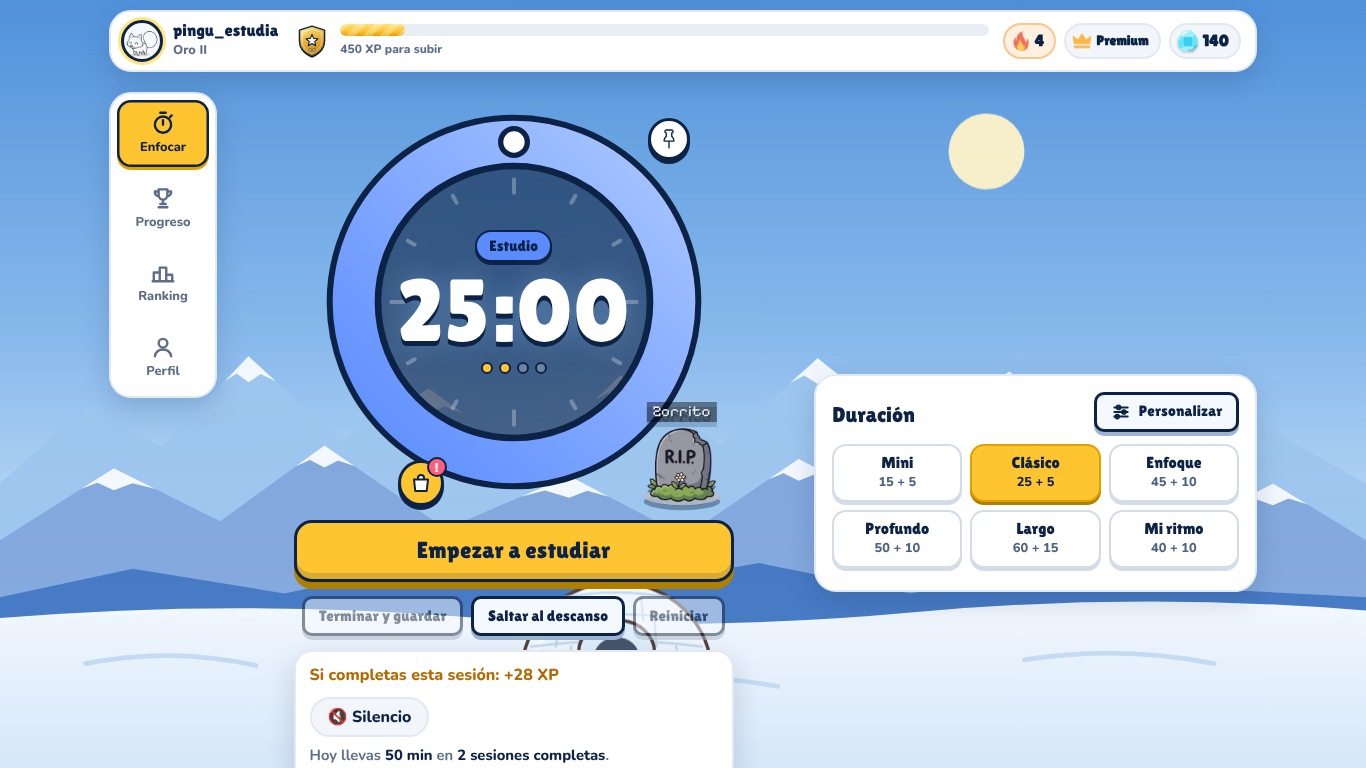 pingu_estudia
Oro II
450 XP para subir
4
Premium
140
Enfocar
Progreso
Ranking
Perfil
Estudio
25:00
Zorrito
R.I.P.
!
Empezar a estudiar
Terminar y guardar
Saltar al descanso
Reiniciar
Si completas esta sesión: +28 XP
Silencio
Hoy llevas 50 min en 2 sesiones completas.
Duración
Personalizar
Mini
15 + 5
Clásico
25 + 5
Enfoque
45 + 10
Profundo
50 + 10
Largo
60 + 15
Mi ritmo
40 + 10